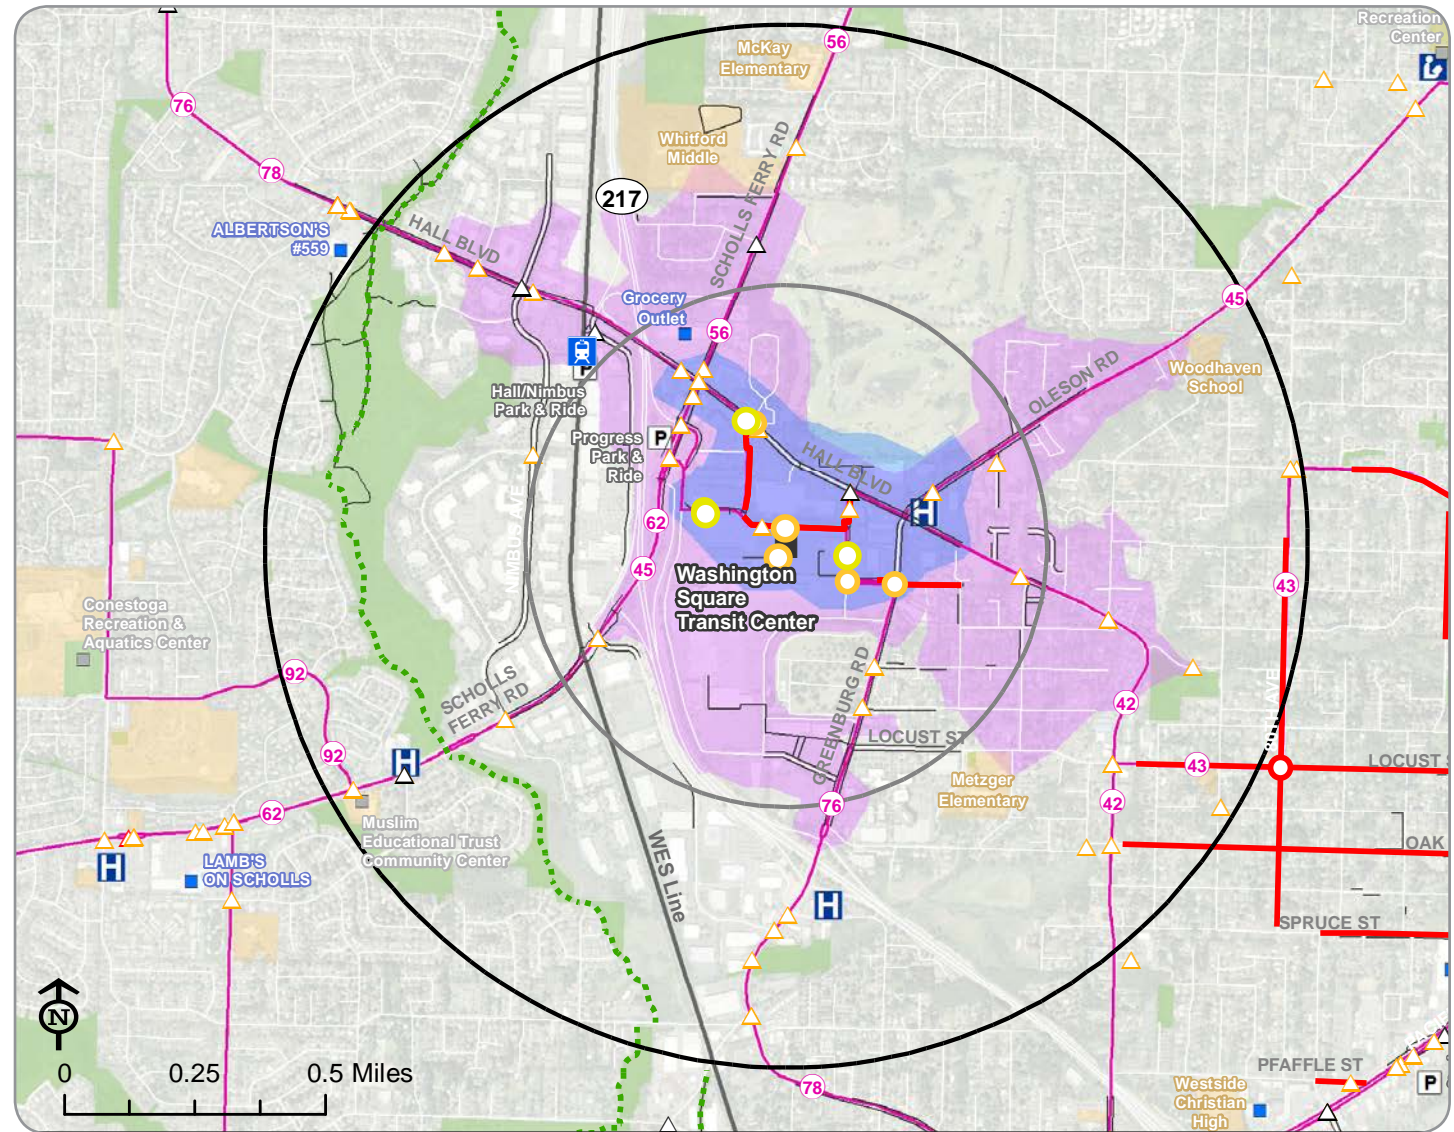 Recreation
Center
56
McKay
Elementary
76
Whitford
Middle
78
217
SCHOLLS FERRY RD
ALBERTSON'S
#559
HALL BLVD
45
Grocery
Outlet
56
Woodhaven
School
OLESON RD
P
Hall/Nimbus
Park & Ride
Progress
Park &
Ride
P
HALL BLVD
H
62
45
Washington
Square
Transit Center
43
Conestoga
Recreation &
Aquatics Center
92
SCHOLLS
FERRY RD
42
GREENBURG RD
LOCUST ST
92
H
43
LOCUST
Metzger
Elementary
76
42
62
Muslim
Educational Trust
Community Center
WES Line
OAK
H
LAMB'S
ON SCHOLLS
H
SPRUCE ST
N
0 0.25 0.5 Miles
PFAFFLE ST
78
Westside
Christian
High
P